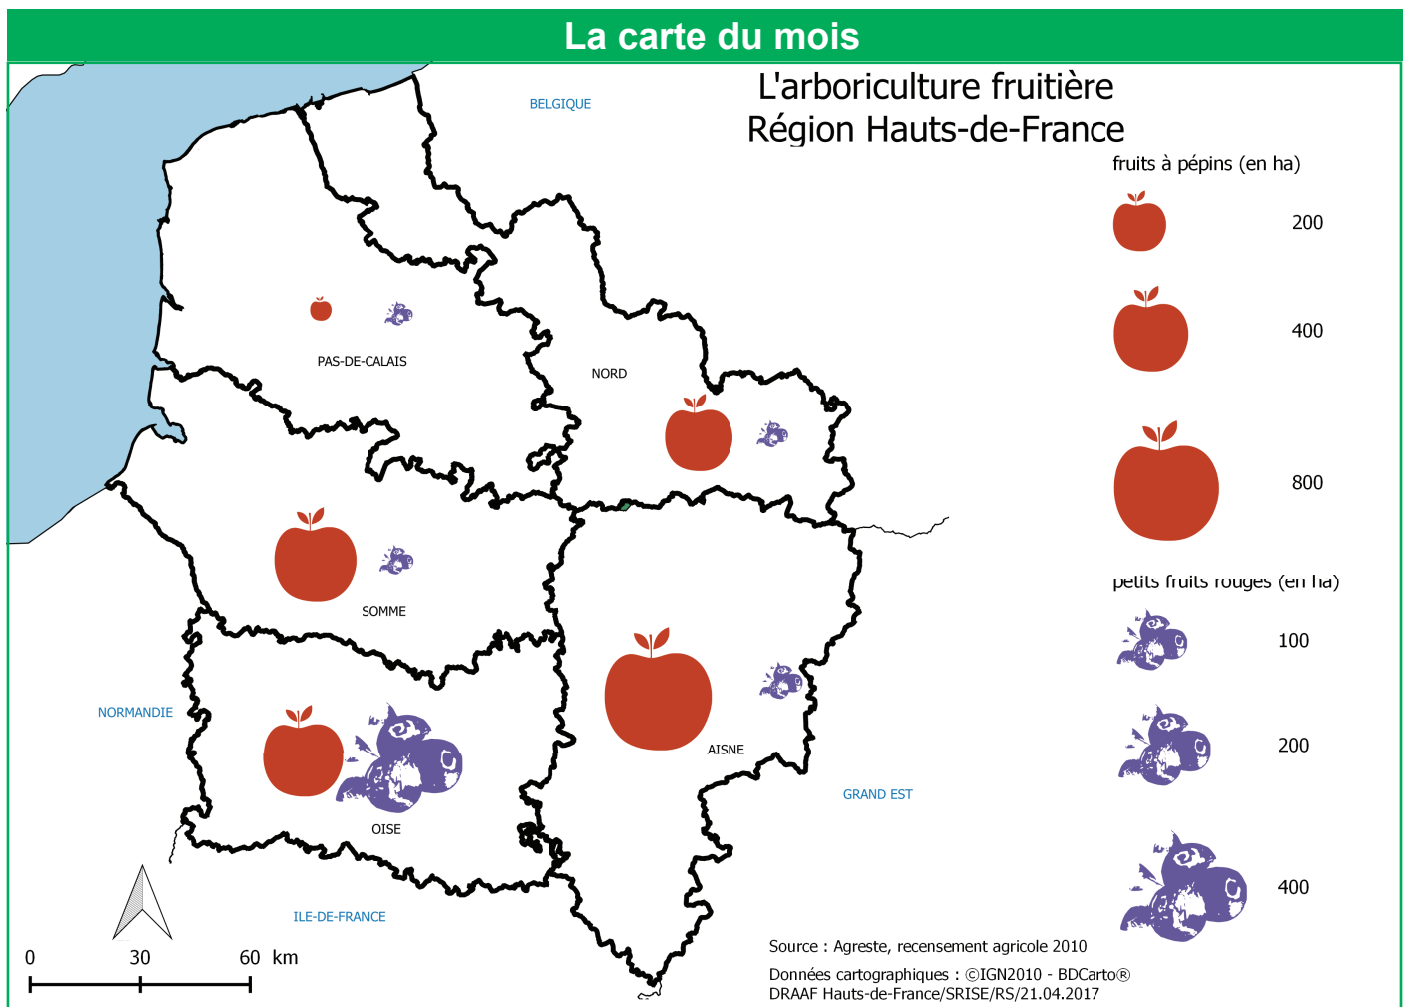 La carte du mois
L'arboriculture fruitière
Région Hauts-de-France
BELGIQUE
fruits à pépins (en ha)
200
400
800
petits fruits rouges (en ha)
100
200
400
PAS-DE-CALAIS
NORD
SOMME
NORMANDIE
AISNE
OISE
GRAND EST
ILE-DE-FRANCE
0 30 60 km
Source : Agreste, recensement agricole 2010
Données cartographiques : ©IGN2010 - BDCarto®
DRAAF Hauts-de-France/SRISE/RS/21.04.2017